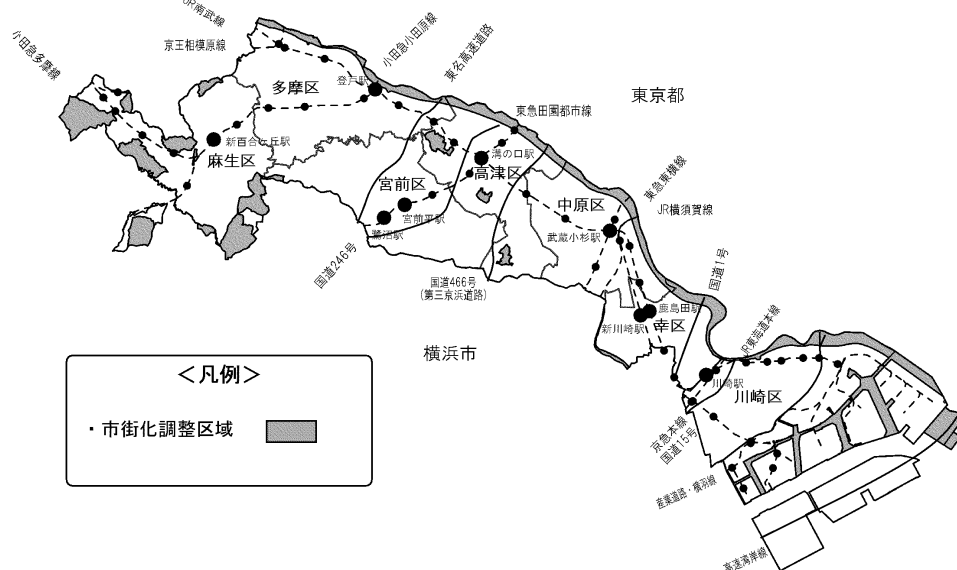 JR南武線
京王相模原線
小田急小田原線
東名高速道路
小田急多摩線
登戸駅
多摩区
東京都
東急田園都市線
新百合ヶ丘駅
麻生区
溝の口駅
高津区
宮前区
宮前平駅
鷺沼駅
東急東横線
中原区
JR横須賀線
武蔵小杉駅
国道246号
国道466号
(第三京浜道路)
国道1号
鹿島田駅
新川崎駅
幸区
横浜市
JR東海道本線
川崎駅
川崎区
京急本線
国道15号
産業道路・横羽線
高速湾岸線
＜凡例＞
・市街化調整区域